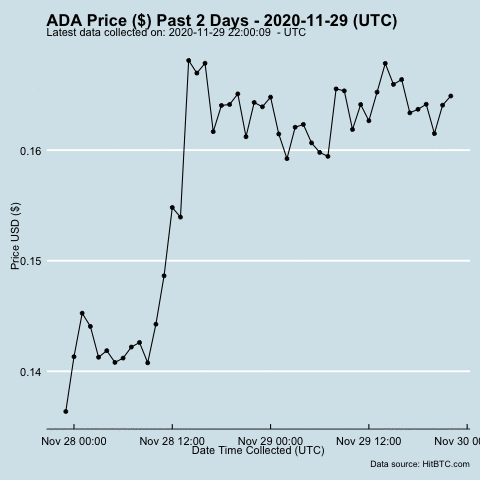 ADA Price ($) Past 2 Days - 2020-11-29 (UTC)
Latest data collected on: 2020-11-29 22:00:09 - UTC
Price USD ($)
0.16
0.15
0.14
Nov 28 00:00 Nov 28 12:00 Nov 29 00:00 Nov 29 12:00 Nov 30 0
Date Time Collected (UTC)
Data source: HitBTC.com